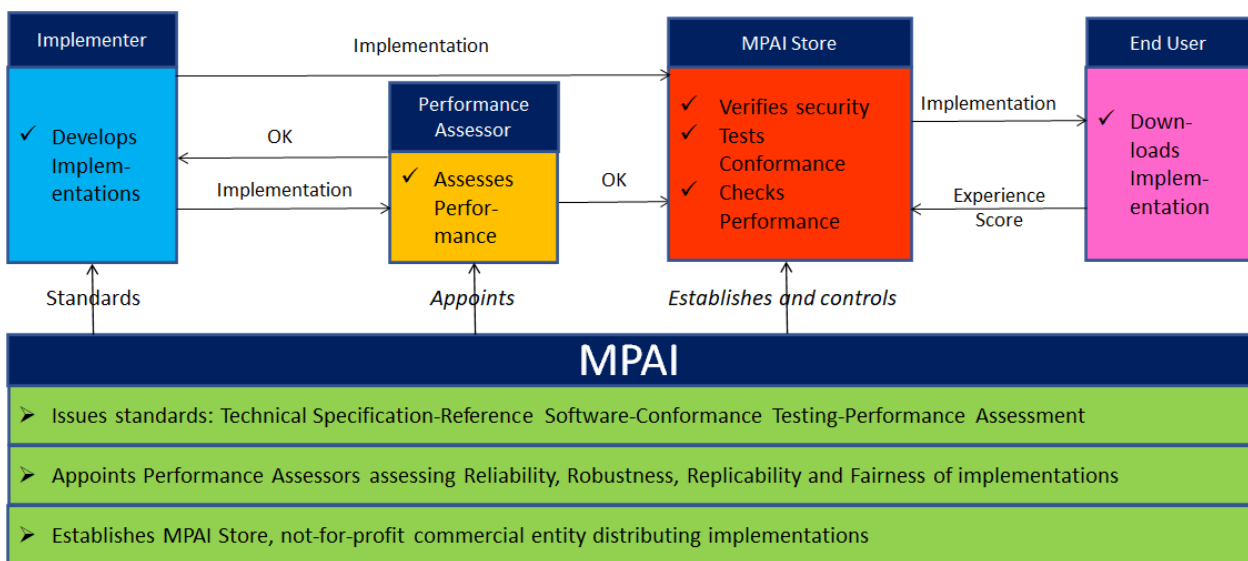 Implementer
✓ Develops
Implem-
entations
Implementation
OK
Implementation
Performance
Assessor
✓ Assesses
Perfor-
mance
OK
MPAI Store
✓ Verifies security
✓ Tests
Conformance
✓ Checks
Performance
Implementation
Experience
Score
End User
✓ Down-
loads
Implem-
entation
Standards
Appoints
Establishes and controls
MPAI
➢ Issues standards: Technical Specification-Reference Software-Conformance Testing-Performance Assessment
➢ Appoints Performance Assessors assessing Reliability, Robustness, Replicability and Fairness of implementations
➢ Establishes MPAI Store, not-for-profit commercial entity distributing implementations